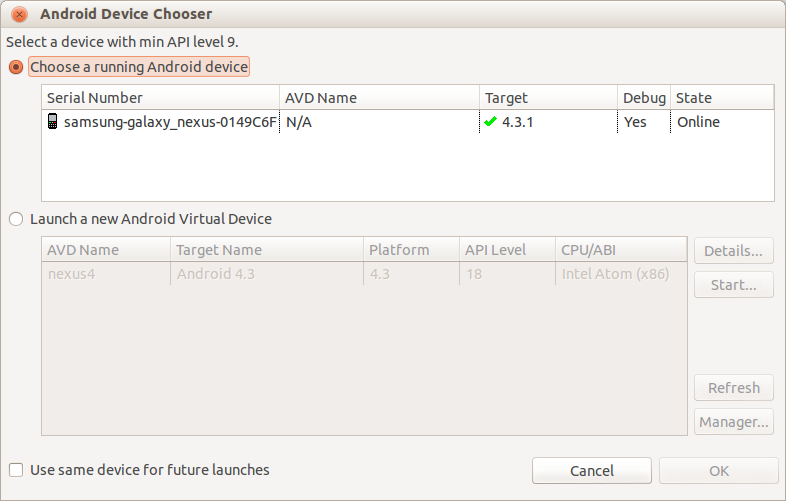 Android Device Chooser
Select a device with min API level 9.
Choose a running Android device
Serial Number AVD Name Target Debug State
samsung-galaxy_nexus-0149C6F N/A 4.3.1 Yes Online
Launch a new Android Virtual Device
AVD Name Target Name Platform API Level CPU/ABI Details...
nexus4 Android 4.3 4.3 18 Intel Atom (x86)
Start...
Refresh
Manager...
Use same device for future launches Cancel OK